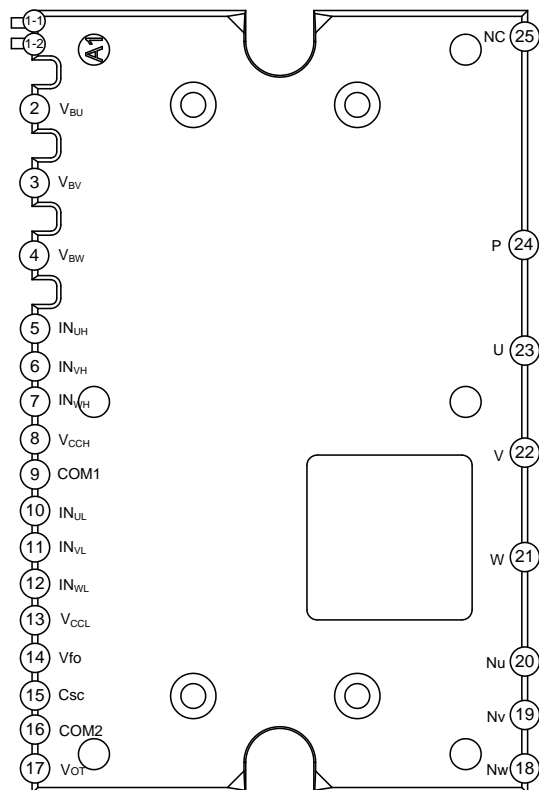 1-1
1-2
A1
NC 25
2 VBU
3 VBV
4 VBW
P 24
5 INUH
U 23
6 INVH
7 INWH
8 VCCH
V 22
9 COM1
10 INUL
11 INVL
W 21
12 INWL
13 VCCL
14 Vfo
Nu 20
15 Csc
Nv 19
16 COM2
17 VOT
Nw 18